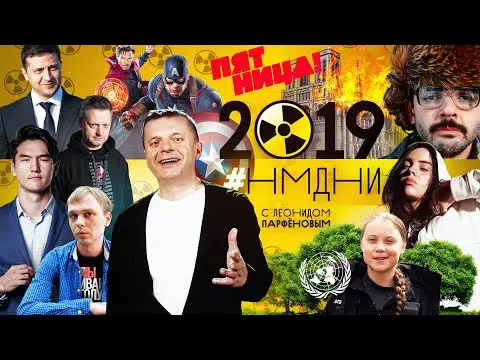 ПЯТ
НИЦА!
2019
#НМДНИ
С ЛЕОНИДОМ
ПАРФЁНОВЫМ